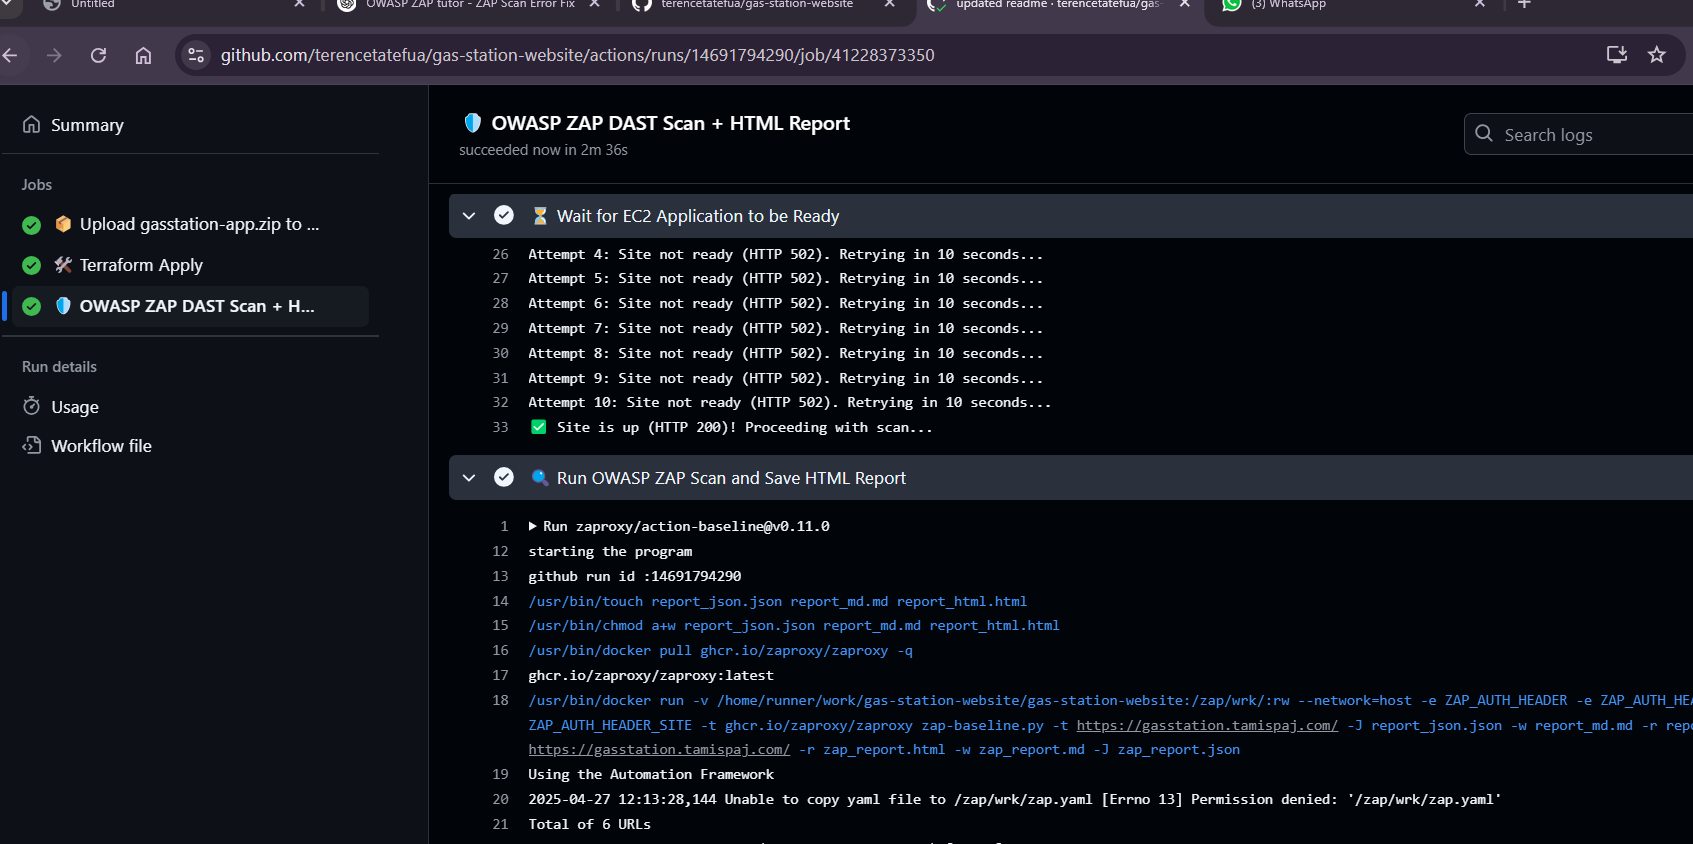 Untitled
OWASP ZAP tutor - ZAP Scan Error Fix
terencetatefua/gas-station-website
updated readme · terencetatefua/gas-
(3) WhatsApp
github.com/terencetatefua/gas-station-website/actions/runs/14691794290/job/41228373350
Summary
Jobs
Upload gasstation-app.zip to ...
Terraform Apply
OWASP ZAP DAST Scan + H...
Run details
Usage
Workflow file
OWASP ZAP DAST Scan + HTML Report
succeeded now in 2m 36s
Search logs
Wait for EC2 Application to be Ready
26 Attempt 4: Site not ready (HTTP 502). Retrying in 10 seconds...
27 Attempt 5: Site not ready (HTTP 502). Retrying in 10 seconds...
28 Attempt 6: Site not ready (HTTP 502). Retrying in 10 seconds...
29 Attempt 7: Site not ready (HTTP 502). Retrying in 10 seconds...
30 Attempt 8: Site not ready (HTTP 502). Retrying in 10 seconds...
31 Attempt 9: Site not ready (HTTP 502). Retrying in 10 seconds...
32 Attempt 10: Site not ready (HTTP 502). Retrying in 10 seconds...
33 ✅ Site is up (HTTP 200)! Proceeding with scan...
Run OWASP ZAP Scan and Save HTML Report
1 ▶ Run zaproxy/action-baseline@v0.11.0
12 starting the program
13 github run id :14691794290
14 /usr/bin/touch report_json.json report_md.md report_html.html
15 /usr/bin/chmod a+w report_json.json report_md.md report_html.html
16 /usr/bin/docker pull ghcr.io/zaproxy/zaproxy -q
17 ghcr.io/zaproxy/zaproxy:latest
18 /usr/bin/docker run -v /home/runner/work/gas-station-website/gas-station-website:/zap/wrk/:rw --network=host -e ZAP_AUTH_HEADER -e ZAP_AUTH_HEA
ZAP_AUTH_HEADER_SITE -t ghcr.io/zaproxy/zaproxy zap-baseline.py -t https://gasstation.tamispaj.com/ -J report_json.json -w report_md.md -r repo
https://gasstation.tamispaj.com/ -r zap_report.html -w zap_report.md -J zap_report.json
19 Using the Automation Framework
20 2025-04-27 12:13:28,144 Unable to copy yaml file to /zap/wrk/zap.yaml [Errno 13] Permission denied: '/zap/wrk/zap.yaml'
21 Total of 6 URLs